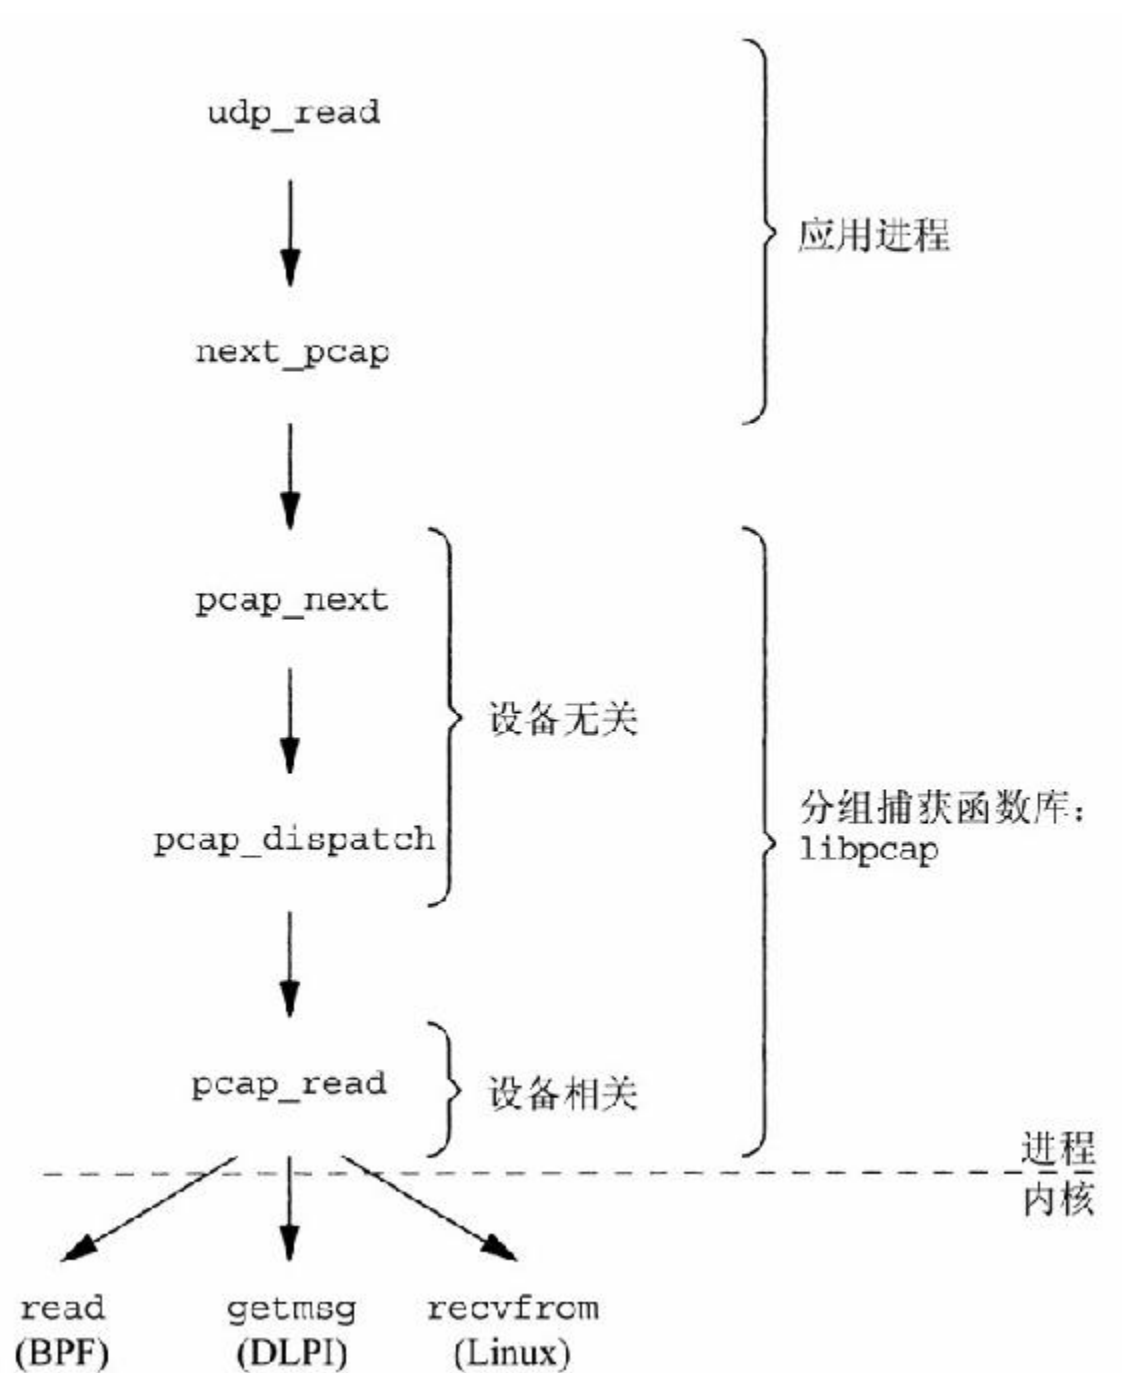 udp_read
应用进程
next_pcap
pcap_next
设备无关
分组捕获函数库：
libpcap
pcap_dispatch
pcap_read
设备相关
进程
内核
read
(BPF)
getmsg
(DLPI)
recvfrom
(Linux)